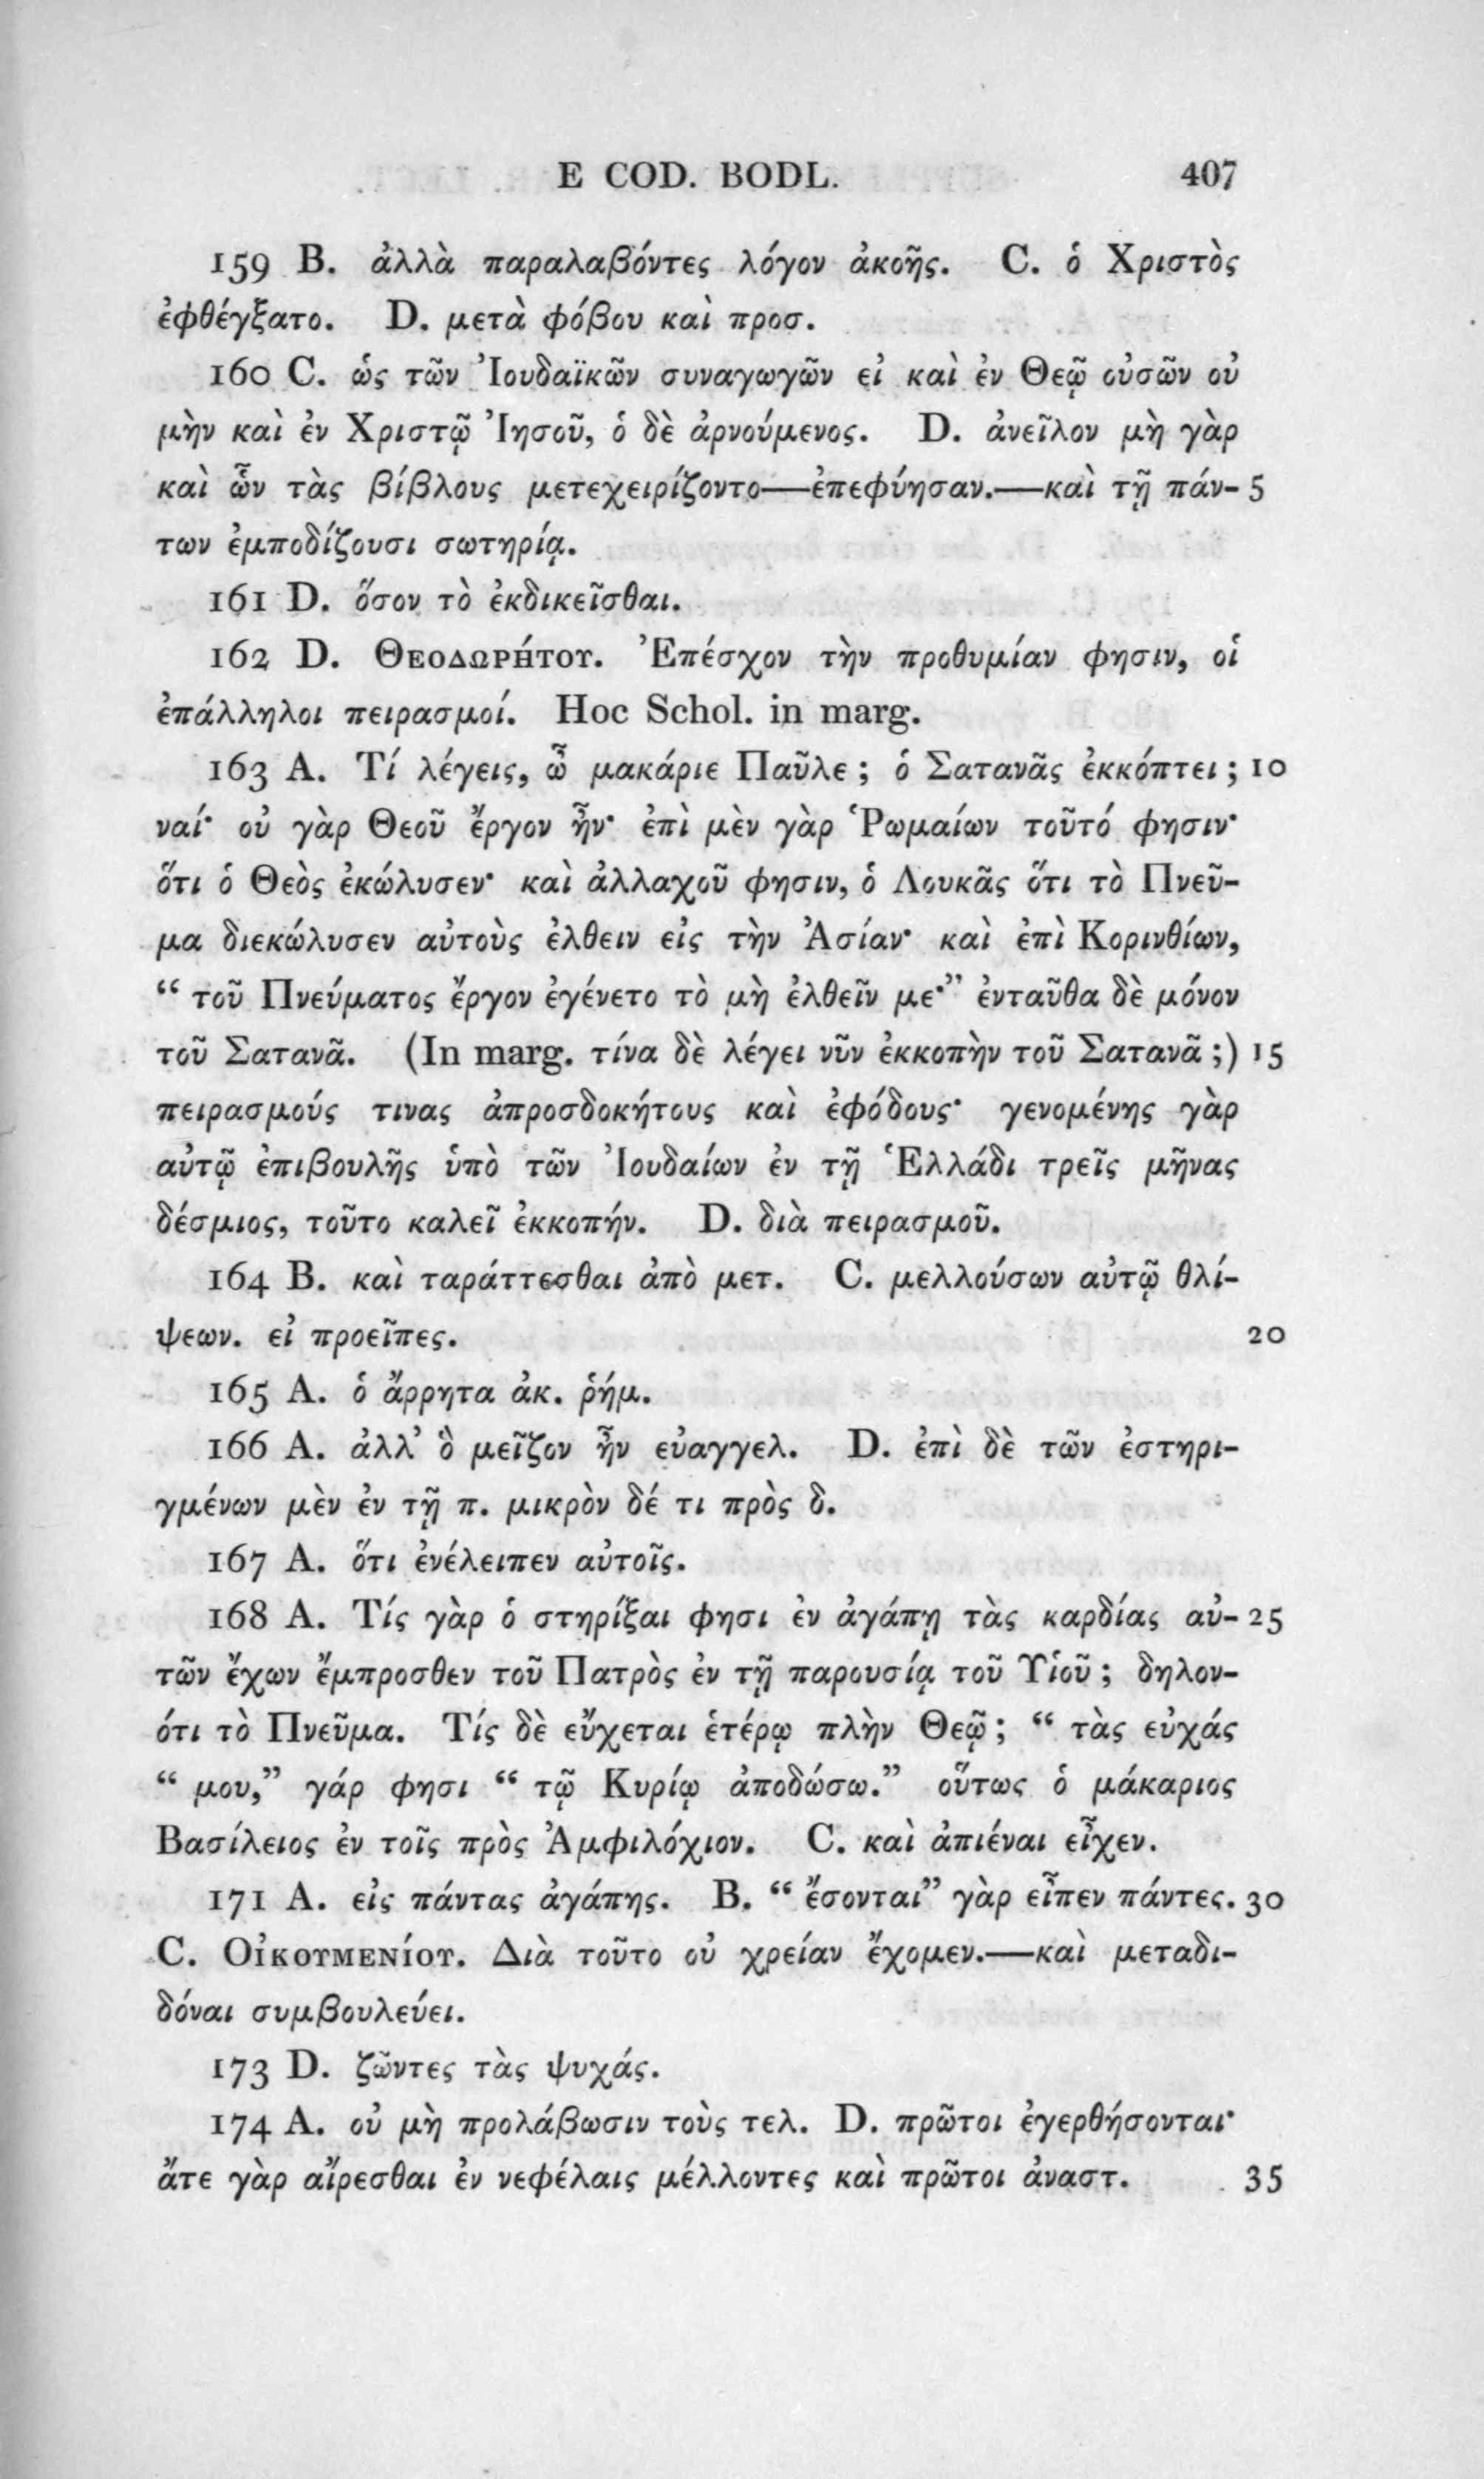 E COD. BODL. 407
159 B. ἀλλὰ παραλαβόντες λόγον ἀκοῆς. C. ὁ Χριστὸς
ἐφθέγξατο. D. μετὰ φόβου καὶ προσ.
160 C. ὡς τῶν Ἰουδαϊκῶν συναγωγῶν εἰ καὶ ἐν Θεῷ οὐσῶν οὐ
μὴν καὶ ἐν Χριστῷ Ἰησοῦ, ὁ δὲ ἀρνούμενος. D. ἀνεῖλον μὴ γὰρ
καὶ ὧν τὰς βίβλους μετεχειρίζοντο—ἐπεφύησαν.—καὶ τῇ πάν- 5
των ἐμποδίζουσι σωτηρίᾳ.
161 D. ὅσον τὸ ἐκδικεῖσθαι.
162 D. ΘΕΟΔΩΡΉΤΟΥ. Ἐπέσχον τὴν προθυμίαν φησιν, οἱ
ἐπάλληλοι πειρασμοί. Hoc Schol. in marg.
163 A. Τί λέγεις, ὦ μακάριε Παῦλε ; ὁ Σατανᾶς ἐκκόπτει ; 10
ναί· οὐ γὰρ Θεοῦ ἔργον ἦν· ἐπὶ μὲν γὰρ Ῥωμαίων τοῦτό φησιν·
ὅτι ὁ Θεὸς ἐκώλυσεν· καὶ ἀλλαχοῦ φησιν, ὁ Λουκᾶς ὅτι τὸ Πνεῦ-
μα διεκώλυσεν αὐτοὺς ἐλθειν εἰς τὴν Ἀσίαν· καὶ ἐπὶ Κορινθίων,
“ τοῦ Πνεύματος ἔργον ἐγένετο τὸ μὴ ἐλθεῖν με·” ἐνταῦθα δὲ μόνον
τοῦ Σατανᾶ. (In marg. τίνα δὲ λέγει νῦν ἐκκοπὴν τοῦ Σατανᾶ ;) 15
πειρασμούς τινας ἀπροσδοκήτους καὶ ἐφόδους· γενομένης γὰρ
αὐτῷ ἐπιβουλῆς ὑπὸ τῶν Ἰουδαίων ἐν τῇ Ἑλλάδι τρεῖς μῆνας
δέσμιος, τοῦτο καλεῖ ἐκκοπήν. D. διὰ πειρασμοῦ.
164 B. καὶ ταράττεσθαι ἀπὸ μετ. C. μελλούσων αὐτῷ θλί-
ψεων. εἰ προεῖπες. 20
165 A. ὁ ἄρρητα ἀκ. ῥήμ.
166 A. ἀλλ’ ὃ μεῖζον ἦν εὐαγγελ. D. ἐπὶ δὲ τῶν ἐστηρι-
γμένων μὲν ἐν τῇ π. μικρὸν δέ τι πρὸς δ.
167 A. ὅτι ἐνέλειπεν αὐτοῖς.
168 A. Τίς γὰρ ὁ στηρίξαι φησι ἐν ἀγάπῃ τὰς καρδίας αὐ- 25
τῶν ἔχων ἔμπροσθεν τοῦ Πατρὸς ἐν τῇ παρουσίᾳ τοῦ Υἱοῦ ; δηλον-
ότι τὸ Πνεῦμα. Τίς δὲ εὔχεται ἑτέρῳ πλὴν Θεῷ ; “ τὰς εὐχάς
“ μου,” γάρ φησι “ τῷ Κυρίῳ ἀποδώσω.” οὕτως ὁ μάκαριος
Βασίλειος ἐν τοῖς πρὸς Ἀμφιλόχιον. C. καὶ ἀπιέναι εἶχεν.
171 A. εἰς πάντας ἀγάπης. B. “ ἔσονται” γὰρ εἶπεν πάντες. 30
C. ΟἸΚΟΥΜΕΝΊΟΥ. Διὰ τοῦτο οὐ χρείαν ἔχομεν.—καὶ μεταδι-
δόναι συμβουλεύει.
173 D. ζῶντες τὰς ψυχάς.
174 A. οὐ μὴ προλάβωσιν τοὺς τελ. D. πρῶτοι ἐγερθήσονται·
ἅτε γὰρ αἴρεσθαι ἐν νεφέλαις μέλλοντες καὶ πρῶτοι ἀναστ. 35